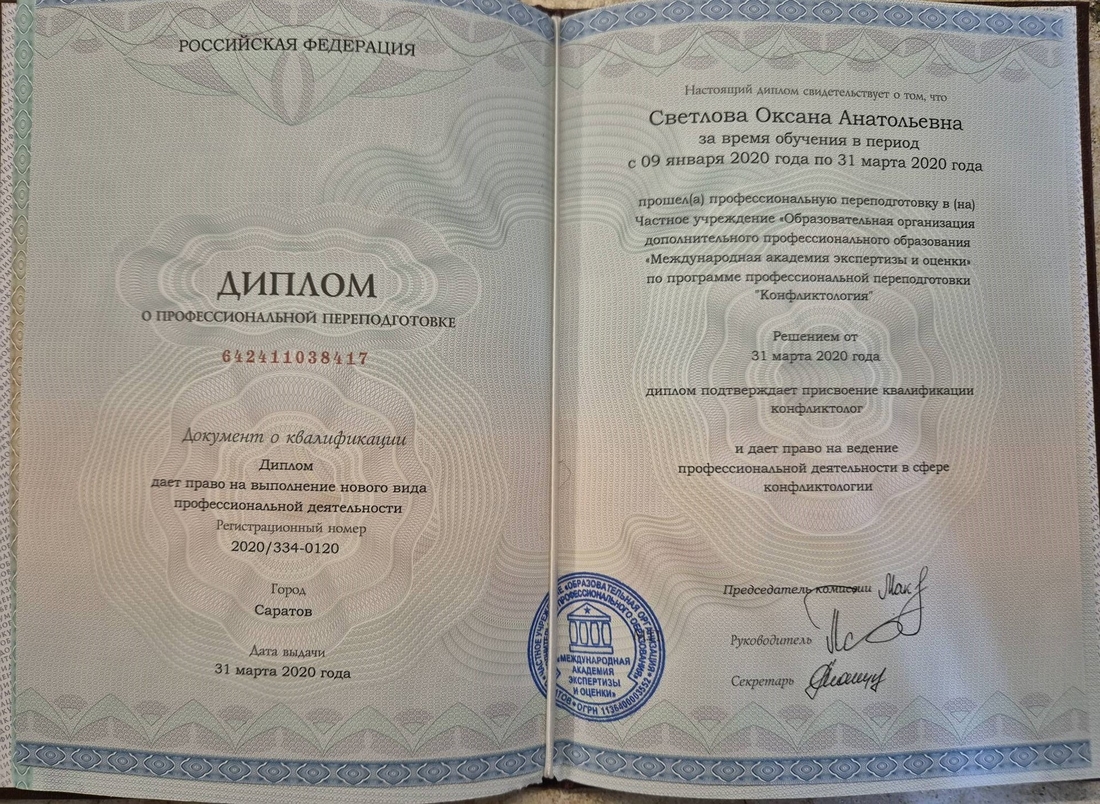 РОССИЙСКАЯ ФЕДЕРАЦИЯ
ДИПЛОМ
О ПРОФЕССИОНАЛЬНОЙ ПЕРЕПОДГОТОВКЕ
642411038417
Документ о квалификации
Диплом
дает право на выполнение нового вида
профессиональной деятельности
Регистрационный номер
2020/334-0120
Город
Саратов
Дата выдачи
31 марта 2020 года
Настоящий диплом свидетельствует о том, что
Светлова Оксана Анатольевна
за время обучения в период
с 09 января 2020 года по 31 марта 2020 года
прошел(а) профессиональную переподготовку в (на)
Частное учреждение «Образовательная организация
дополнительного профессионального образования
«Международная академия экспертизы и оценки»
по программе профессиональной переподготовки
"Конфликтология"
Решением от
31 марта 2020 года
диплом подтверждает присвоение квалификации
конфликтолог
и дает право на ведение
профессиональной деятельности в сфере
конфликтологии
Председатель комиссии
Руководитель
Секретарь
«ОБРАЗОВАТЕЛЬНАЯ ОРГАНИЗАЦИЯ
ПРОФЕССИОНАЛЬНОГО
«МЕЖДУНАРОДНАЯ
АКАДЕМИЯ
ЭКСПЕРТИЗЫ
И ОЦЕНКИ»
ОГРН 1136400003552